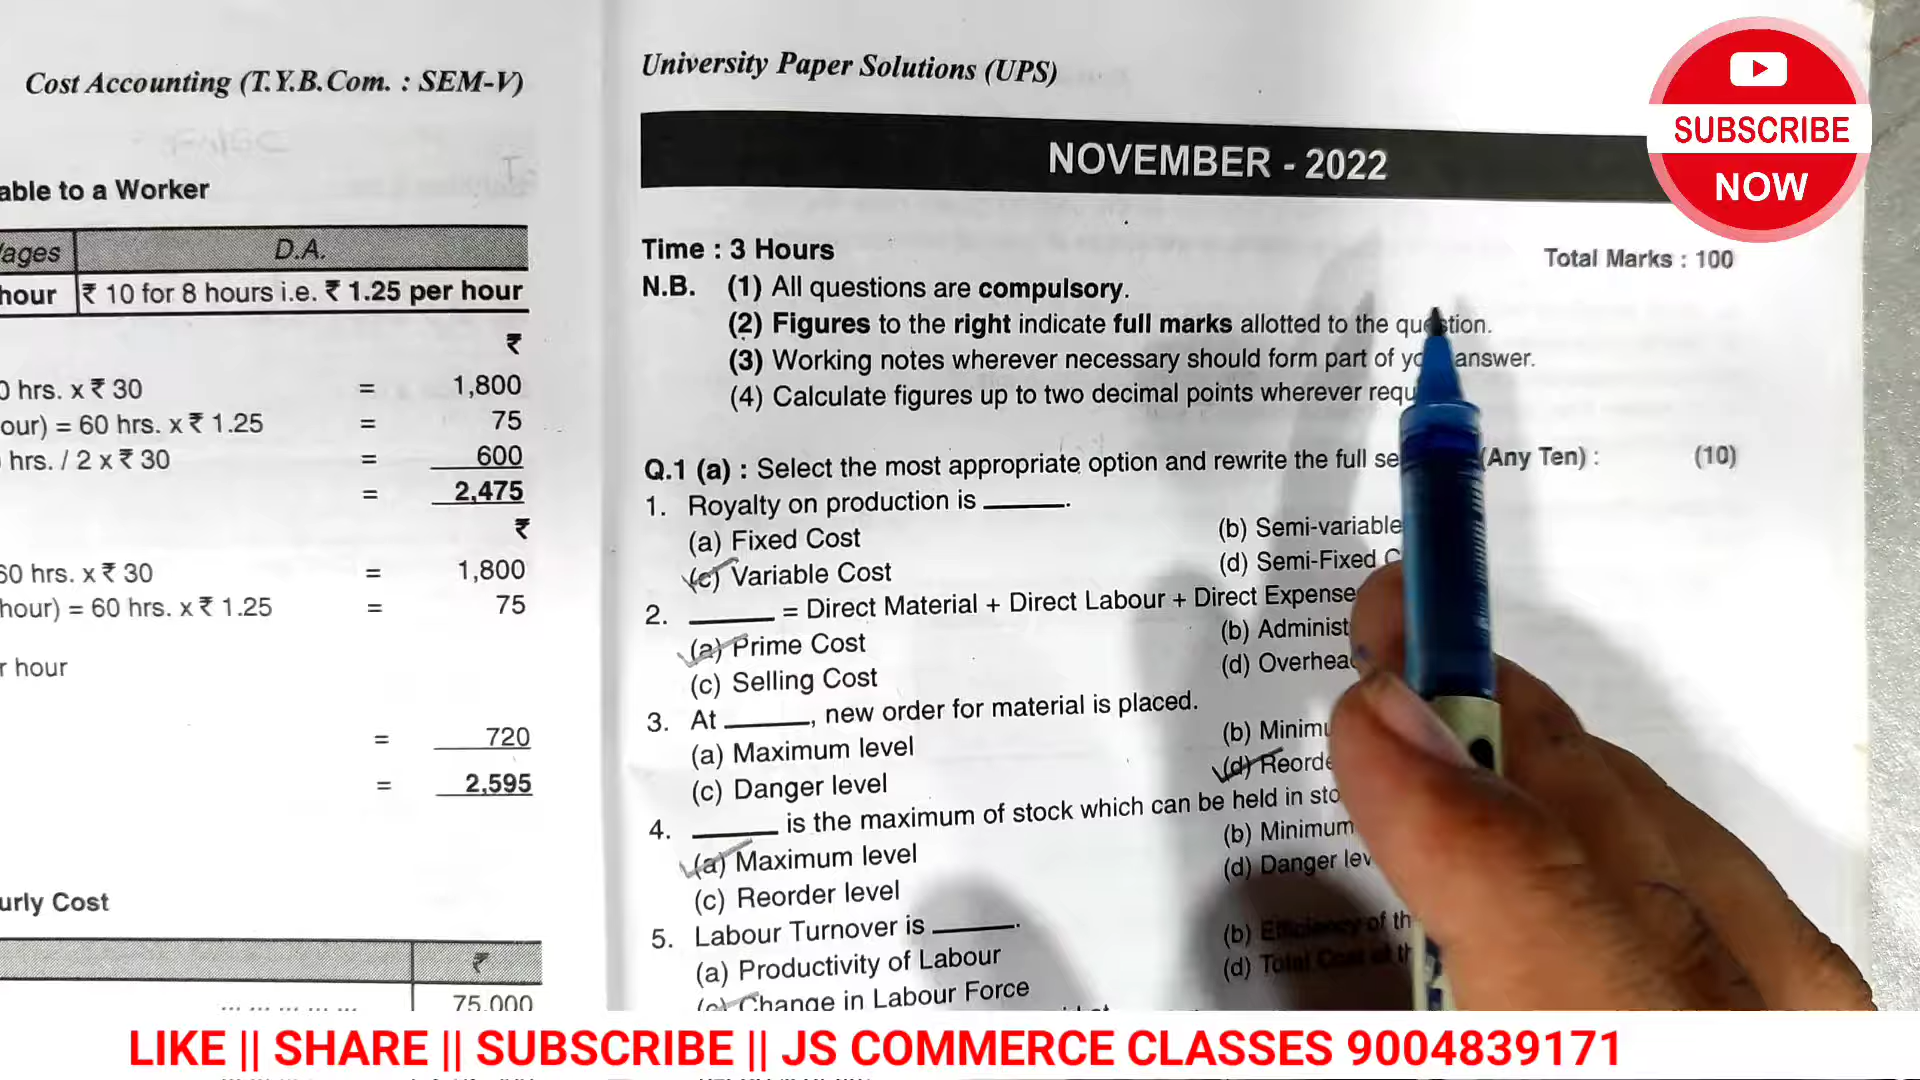 Cost Accounting (T.Y.B.Com. : SEM-V)
able to a Worker
Wages D.A.
hour ₹ 10 for 8 hours i.e. ₹ 1.25 per hour
₹
0 hrs. x ₹ 30 = 1,800
our) = 60 hrs. x ₹ 1.25 = 75
hrs. / 2 x ₹ 30 = 600
= 2,475
₹
60 hrs. x ₹ 30 = 1,800
hour) = 60 hrs. x ₹ 1.25 = 75
r hour
= 720
= 2,595
urly Cost
₹
... ... ... ... ... 75,000
University Paper Solutions (UPS)
NOVEMBER - 2022
Time : 3 Hours
Total Marks : 100
N.B. (1) All questions are compulsory.
(2) Figures to the right indicate full marks allotted to the question.
(3) Working notes wherever necessary should form part of yo answer.
(4) Calculate figures up to two decimal points wherever requ
Q.1 (a) : Select the most appropriate option and rewrite the full se (Any Ten) : (10)
1. Royalty on production is ______.
(a) Fixed Cost (b) Semi-variable
(c) Variable Cost (d) Semi-Fixed C
2. ______ = Direct Material + Direct Labour + Direct Expense
(a) Prime Cost (b) Administ
(c) Selling Cost (d) Overhea
3. At ______, new order for material is placed.
(a) Maximum level (b) Minimu
(c) Danger level (d) Reorde
4. ______ is the maximum of stock which can be held in sto
(a) Maximum level (b) Minimum
(c) Reorder level (d) Danger lev
5. Labour Turnover is ______.
(a) Productivity of Labour (b) Efficiency of th
(c) Change in Labour Force (d) Total Cost of th
SUBSCRIBE
NOW
LIKE || SHARE || SUBSCRIBE || JS COMMERCE CLASSES 9004839171